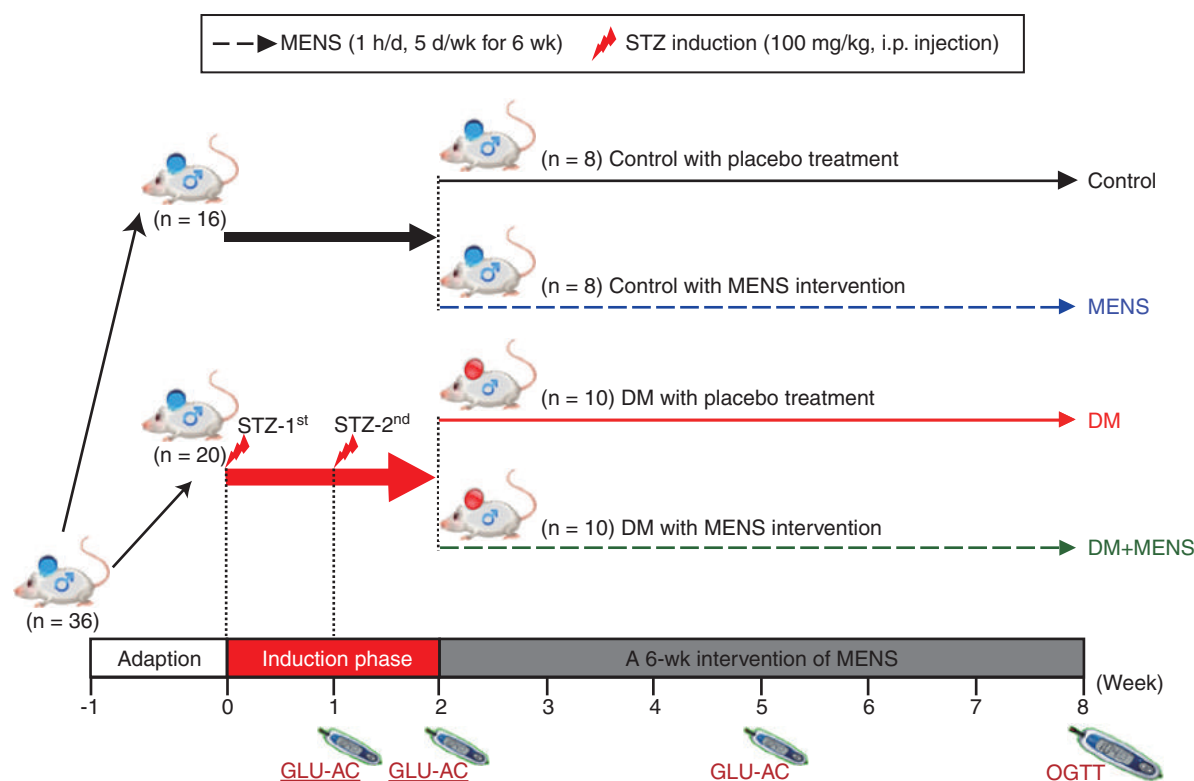 MENS (1 h/d, 5 d/wk for 6 wk) STZ induction (100 mg/kg, i.p. injection)
(n = 8) Control with placebo treatment
Control
(n = 16)
(n = 8) Control with MENS intervention
MENS
(n = 10) DM with placebo treatment
DM
STZ-1st STZ-2nd
(n = 20)
(n = 10) DM with MENS intervention
DM+MENS
(n = 36)
Adaption Induction phase A 6-wk intervention of MENS
(Week)
-1 0 1 2 3 4 5 6 7 8
GLU-AC GLU-AC GLU-AC OGTT